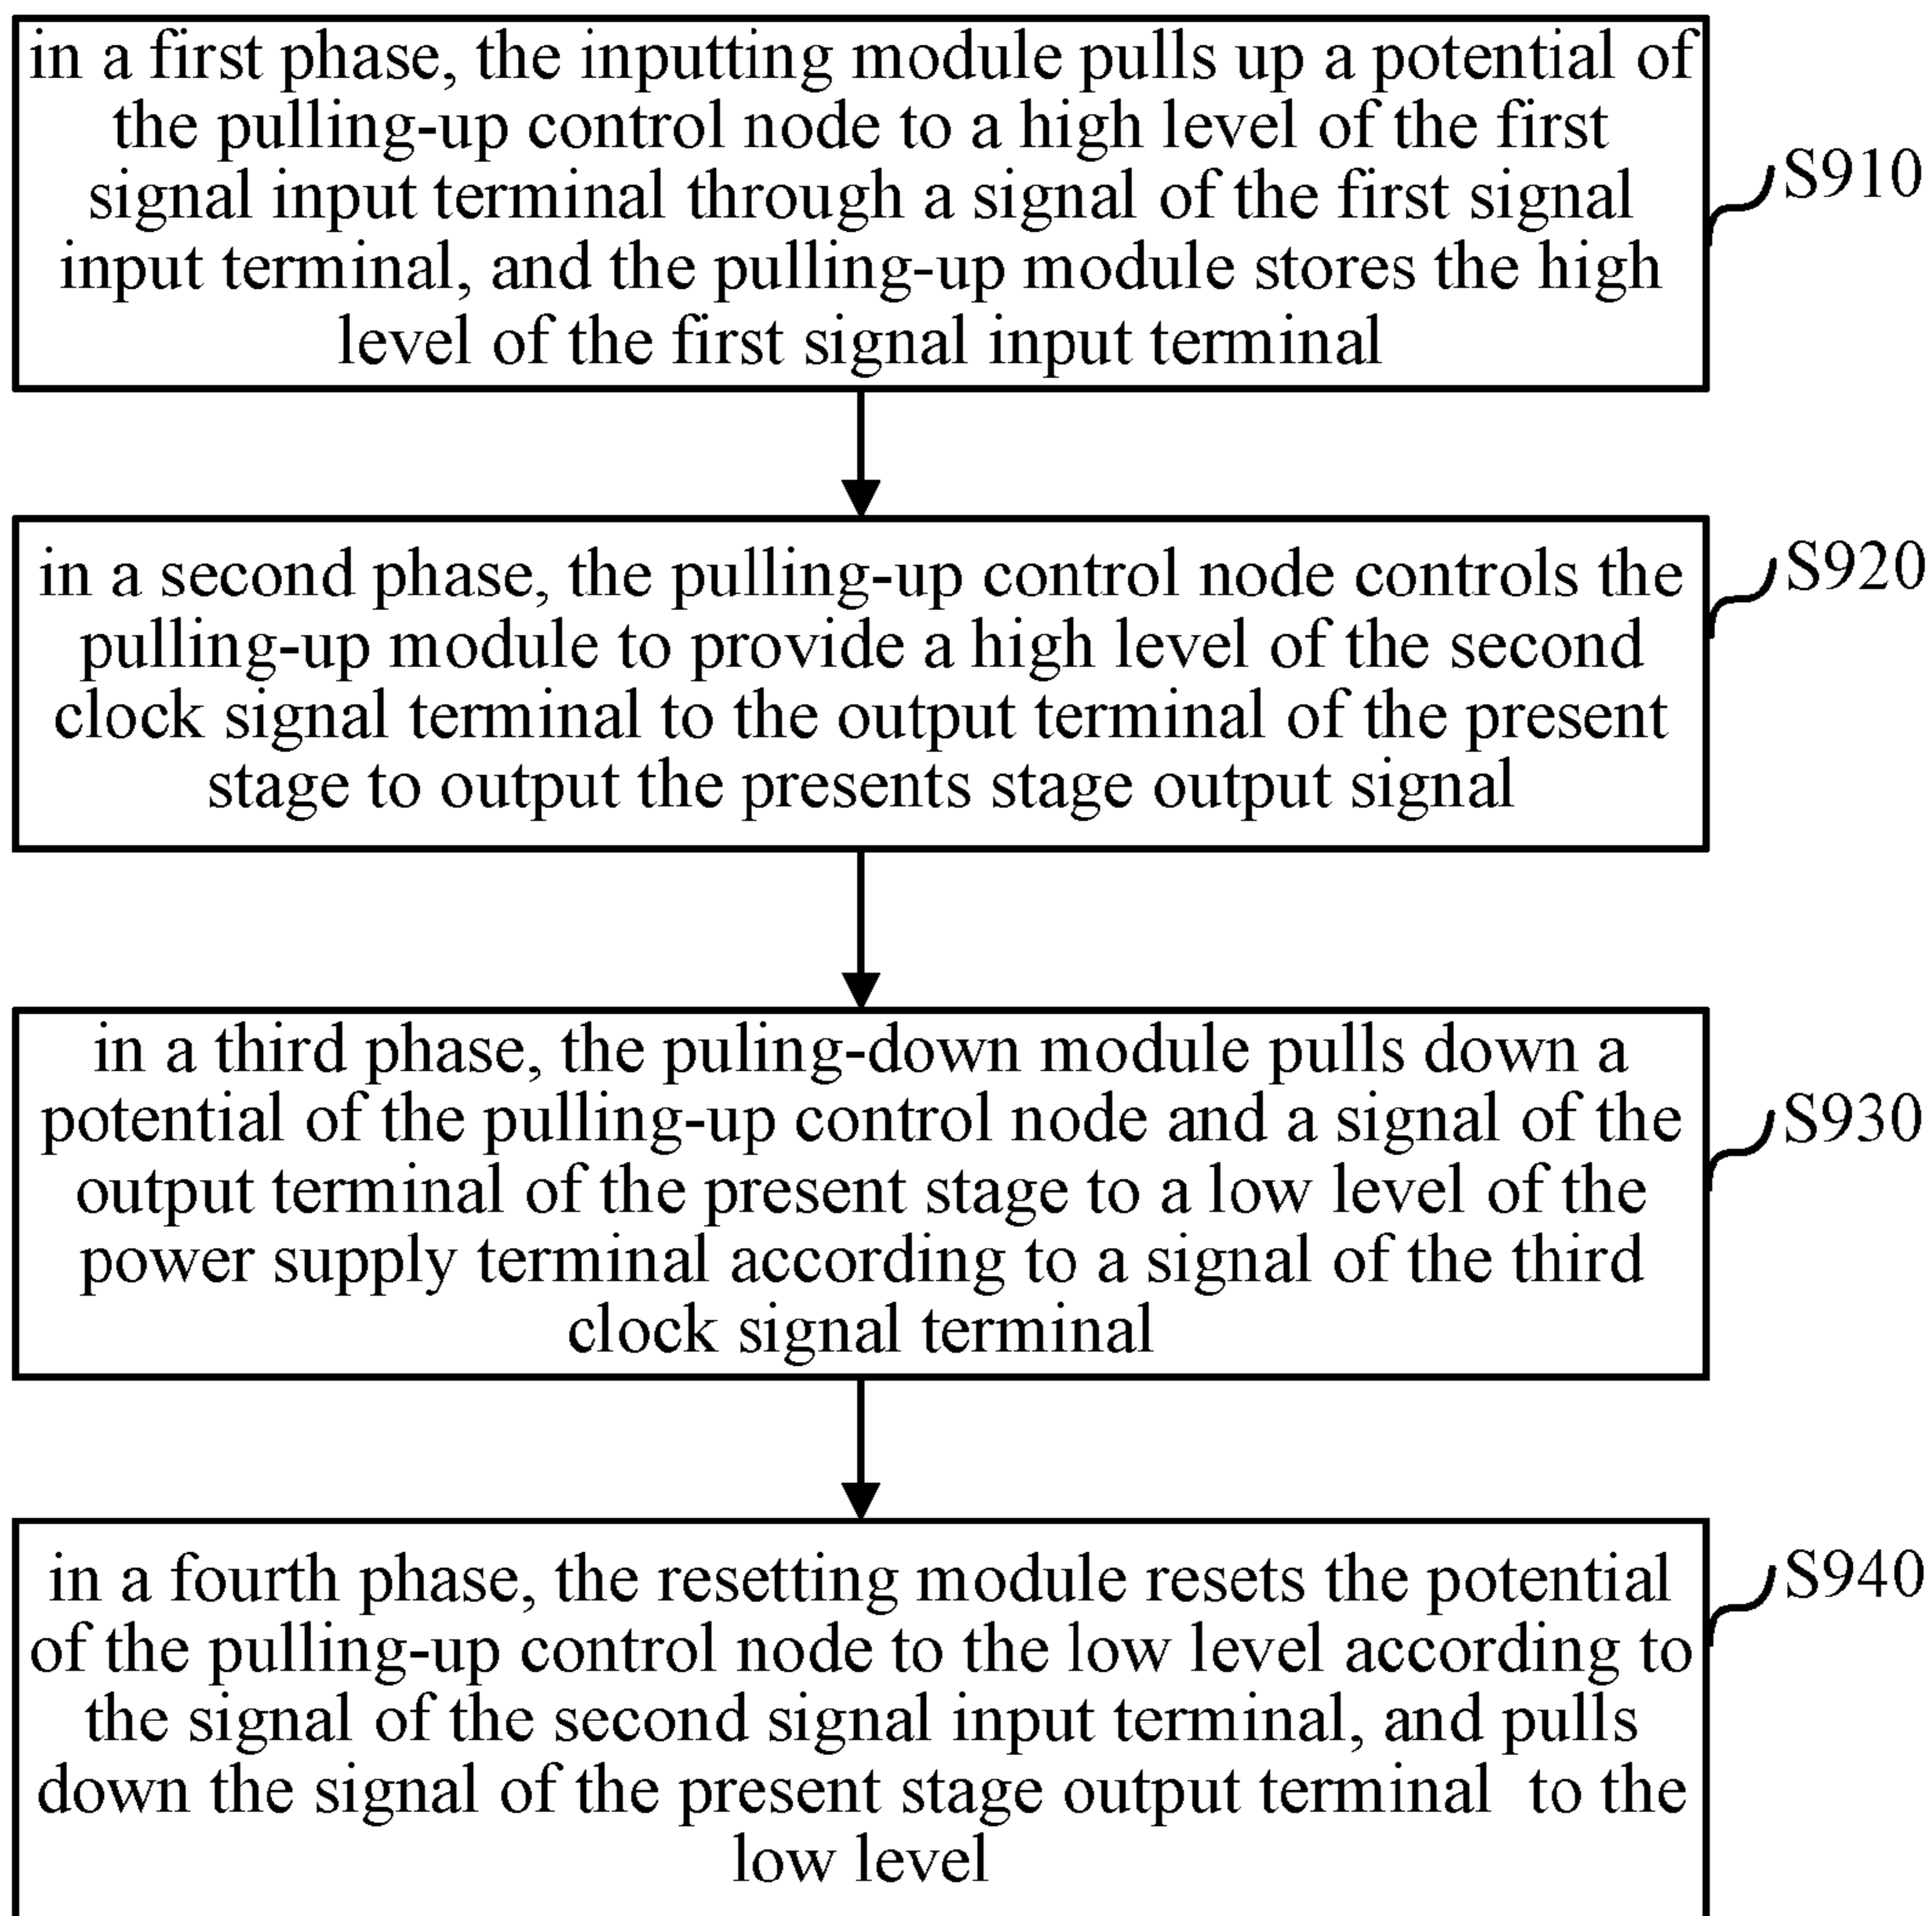 in a first phase, the inputting module pulls up a potential of
the pulling-up control node to a high level of the first
signal input terminal through a signal of the first signal
input terminal, and the pulling-up module stores the high
level of the first signal input terminal
S910
in a second phase, the pulling-up control node controls the
pulling-up module to provide a high level of the second
clock signal terminal to the output terminal of the present
stage to output the presents stage output signal
S920
in a third phase, the puling-down module pulls down a
potential of the pulling-up control node and a signal of the
output terminal of the present stage to a low level of the
power supply terminal according to a signal of the third
clock signal terminal
S930
in a fourth phase, the resetting module resets the potential
of the pulling-up control node to the low level according to
the signal of the second signal input terminal, and pulls
down the signal of the present stage output terminal to the
low level
S940